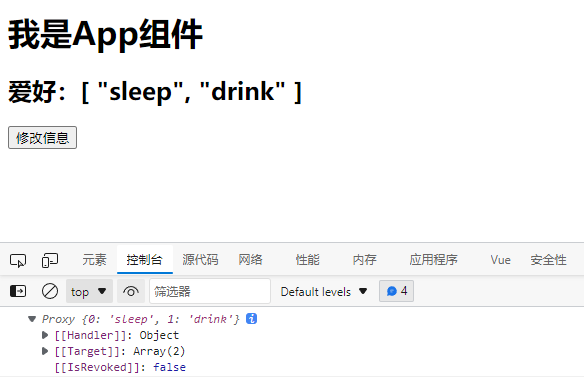 我是App组件
爱好：[ "sleep", "drink" ]
修改信息
元素 控制台 源代码 网络 性能 内存 应用程序 Vue 安全性
top 筛选器 Default levels 4
Proxy {0: 'sleep', 1: 'drink'} i
[[Handler]]: Object
[[Target]]: Array(2)
[[IsRevoked]]: false